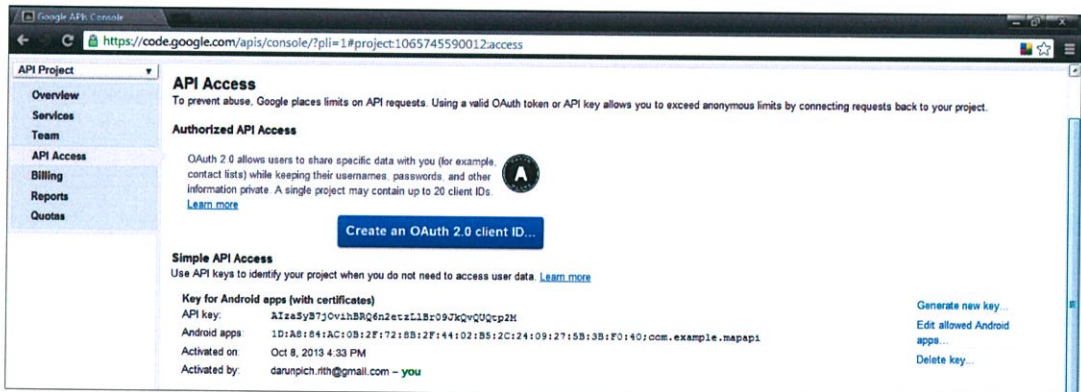 Google APIs Console
https://code.google.com/apis/console/?pli=1#project:1065745590012:access
API Project
Overview
Services
Team
API Access
Billing
Reports
Quotas
API Access
To prevent abuse, Google places limits on API requests. Using a valid OAuth token or API key allows you to exceed anonymous limits by connecting requests back to your project.
Authorized API Access
OAuth 2.0 allows users to share specific data with you (for example,
contact lists) while keeping their usernames, passwords, and other
information private. A single project may contain up to 20 client IDs.
Learn more
A
Create an OAuth 2.0 client ID...
Simple API Access
Use API keys to identify your project when you do not need to access user data. Learn more
Key for Android apps (with certificates)
API key:
AIzaSyB7jOvihBRQ6n2etzL1Br09JkQvQUQtp2M
Android apps:
1D:A8:84:AC:0B:2F:72:8B:2F:44:02:B5:2C:24:09:27:5B:3B:F0:40;com.example.mapapi
Activated on:
Oct 8, 2013 4:33 PM
Activated by:
darunpich.rith@gmail.com – you
Generate new key...
Edit allowed Android
apps...
Delete key...